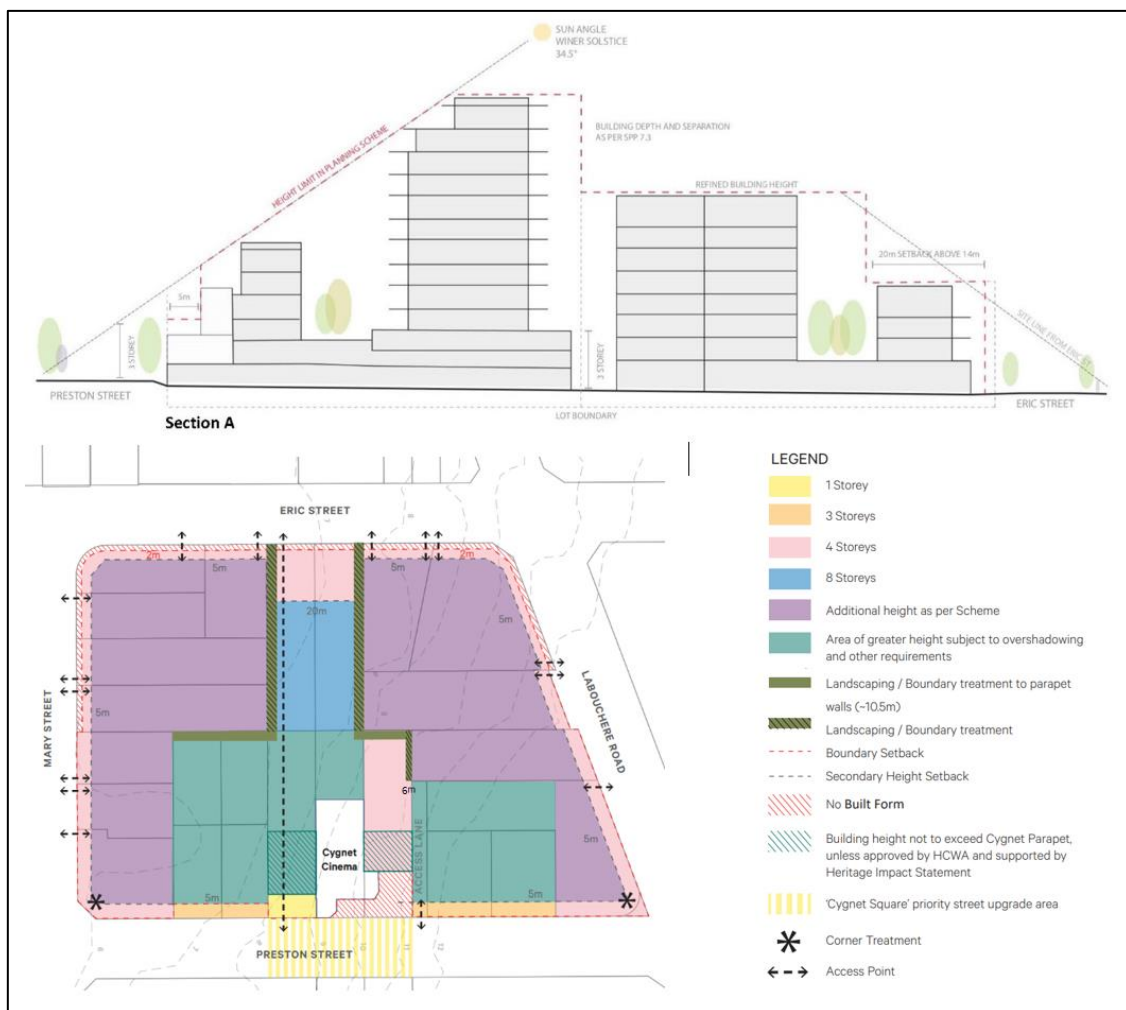 SUN ANGLE
WINER SOLSTICE
34.5°
HEIGHT LIMIT IN PLANNING SCHEME
BUILDING DEPTH AND SEPARATION
AS PER SPP 7.3
REFINED BUILDING HEIGHT
20m SETBACK ABOVE 14m
5m
3 STOREY
3 STOREY
SITE LINE FROM ERIC ST
PRESTON STREET
ERIC STREET
LOT BOUNDARY
Section A
ERIC STREET
2m
2m
5m
5m
20m
5m
5m
MARY STREET
LABOUCHERE ROAD
6m
Cygnet
Cinema
ACCESS LANE
5m
5m
5m
PRESTON STREET
7
8
8
9
10
11
12
LEGEND
1 Storey
3 Storeys
4 Storeys
8 Storeys
Additional height as per Scheme
Area of greater height subject to overshadowing
and other requirements
Landscaping / Boundary treatment to parapet
walls (~10.5m)
Landscaping / Boundary treatment
Boundary Setback
Secondary Height Setback
No Built Form
Building height not to exceed Cygnet Parapet,
unless approved by HCWA and supported by
Heritage Impact Statement
'Cygnet Square' priority street upgrade area
Corner Treatment
Access Point